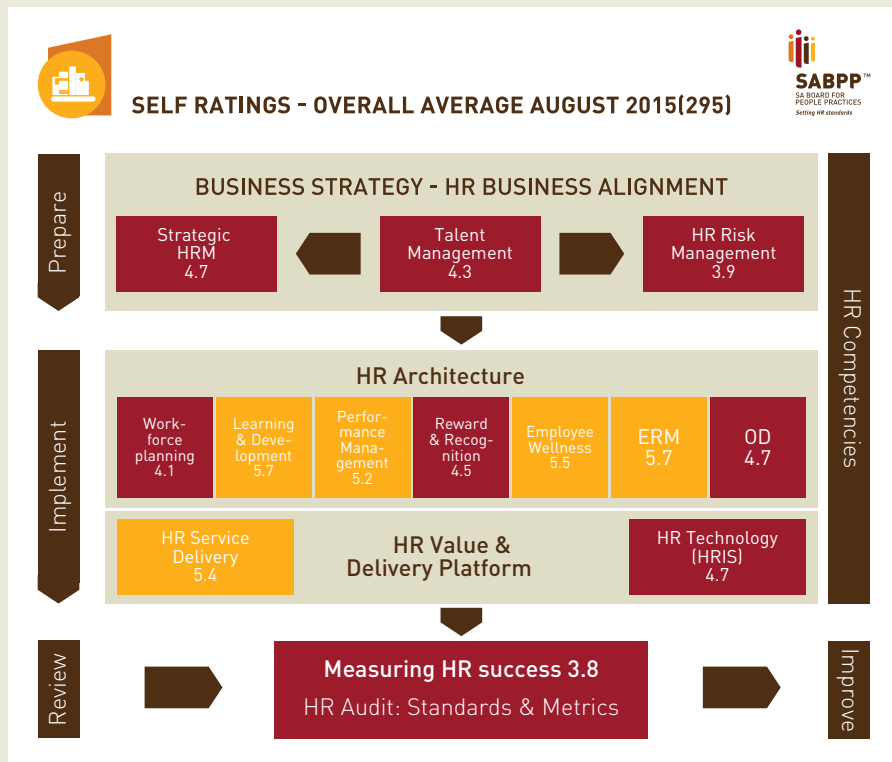 SELF RATINGS - OVERALL AVERAGE AUGUST 2015(295)
SABPP™
SA BOARD FOR
PEOPLE PRACTICES
Setting HR standards
Prepare
BUSINESS STRATEGY - HR BUSINESS ALIGNMENT
Strategic
HRM
4.7
Talent
Management
4.3
HR Risk
Management
3.9
HR Competencies
Implement
HR Architecture
Work-
force
planning
4.1
Learning
& Deve-
lopment
5.7
Perfor-
mance
Mana-
gement
5.2
Reward
& Recog-
nition
4.5
Employee
Wellness
5.5
ERM
5.7
OD
4.7
HR Service
Delivery
5.4
HR Value &
Delivery Platform
HR Technology
(HRIS)
4.7
Review
Measuring HR success 3.8
HR Audit: Standards & Metrics
Improve